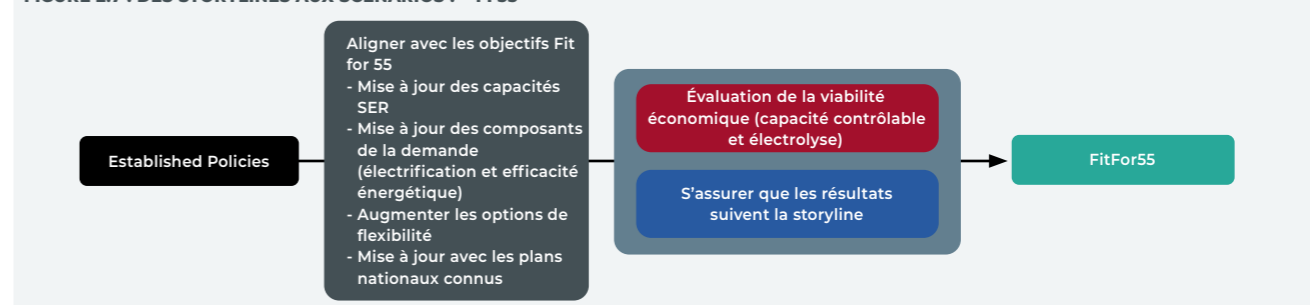 Established Policies
Aligner avec les objectifs Fit
for 55
- Mise à jour des capacités
SER
- Mise à jour des composants
de la demande
(électrification et efficacité
énergétique)
- Augmenter les options de
flexibilité
- Mise à jour avec les plans
nationaux connus
Évaluation de la viabilité
économique (capacité contrôlable
et électrolyse)
S'assurer que les résultats
suivent la storyline
FitFor55